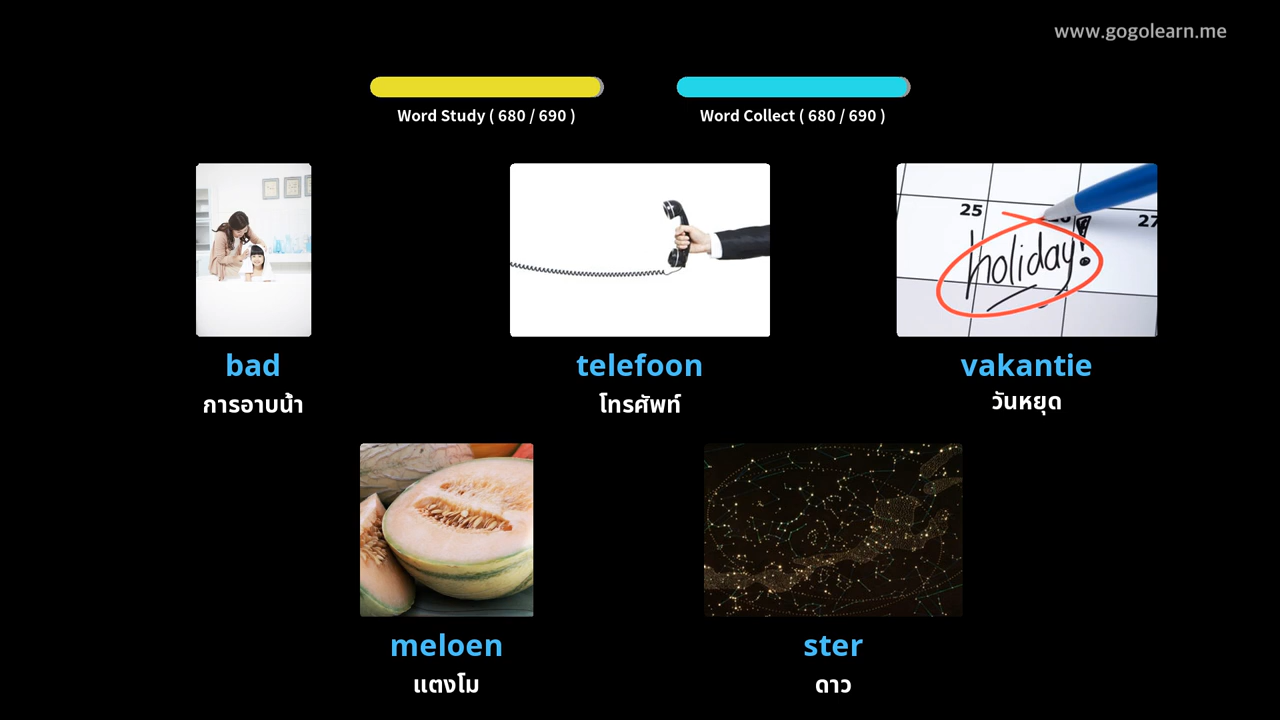 www.gogolearn.me
Word Study ( 680 / 690 )
Word Collect ( 680 / 690 )
25
27
holiday!
bad
telefoon
vakantie
การอาบน้ำ
โทรศัพท์
วันหยุด
meloen
ster
แตงโม
ดาว